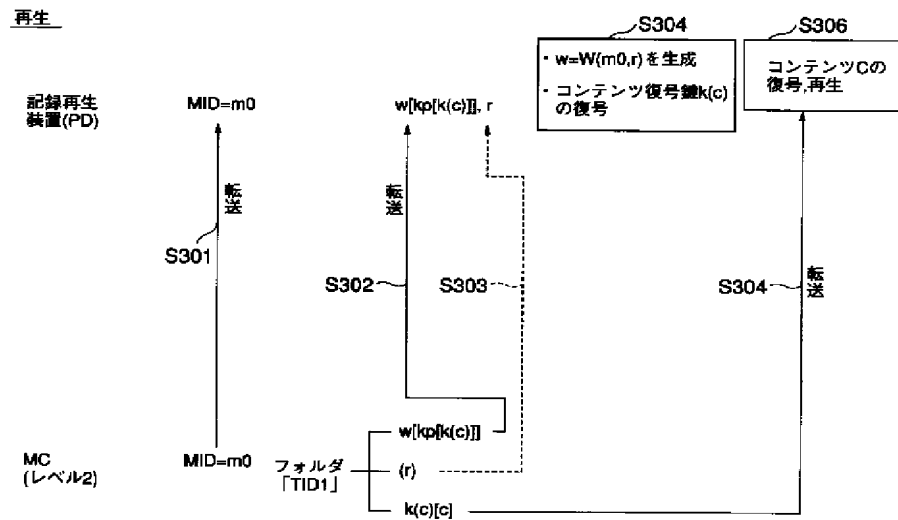 再生
S304
S306
・ w=W(m0,r)を生成
・ コンテンツ復号鍵k(c)
の復号
コンテンツCの
復号,再生
記録再生
装置(PD)
MID=m0
w[kp[k(c)]], r
転送
転送
転送
S301
S302
S303
S304
w[kp[k(c)]]
MC
(レベル2)
MID=m0
フォルダ
「TID1」
(r)
k(c)[c]